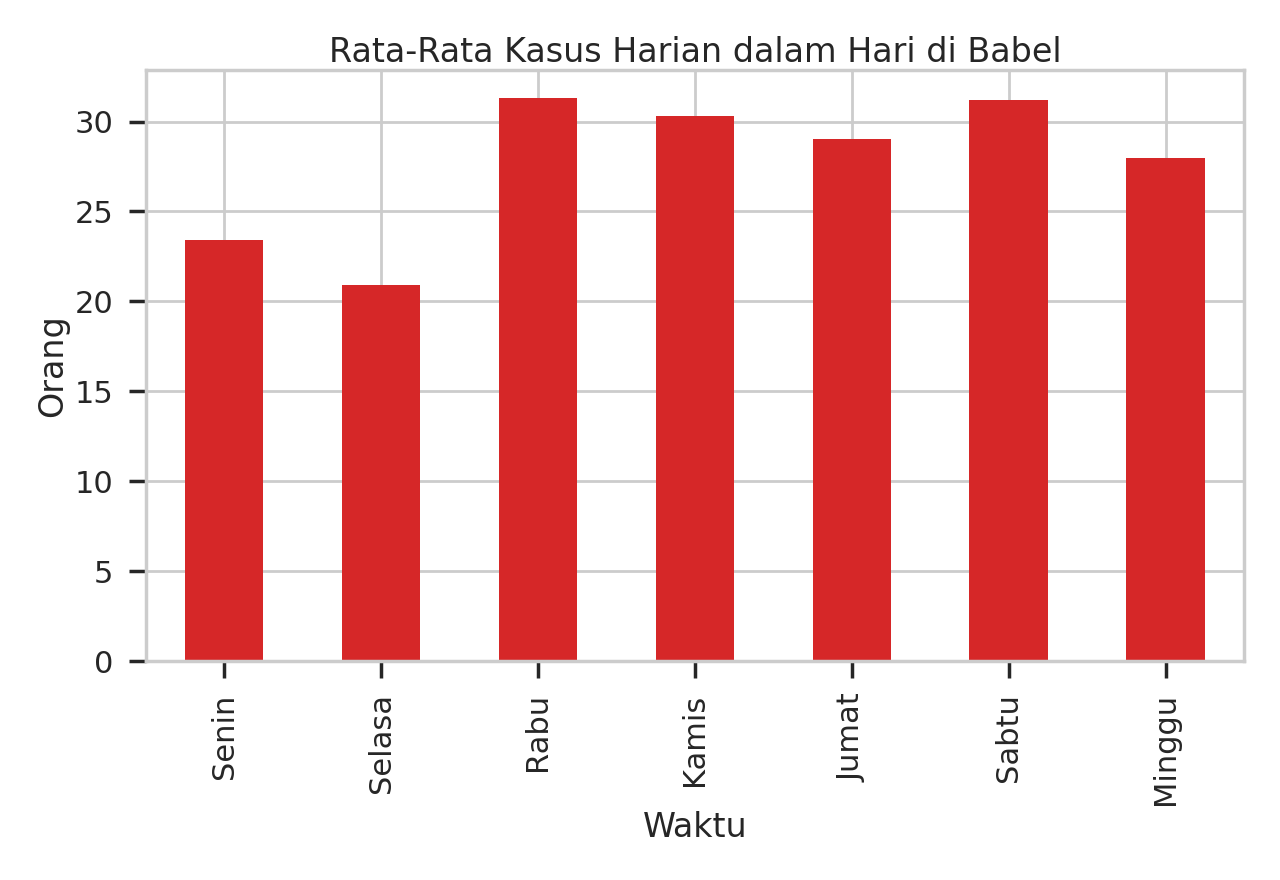 Rata-Rata Kasus Harian dalam Hari di Babel
Orang
30
25
20
15
10
5
0
Senin
Selasa
Rabu
Kamis
Jumat
Sabtu
Minggu
Waktu